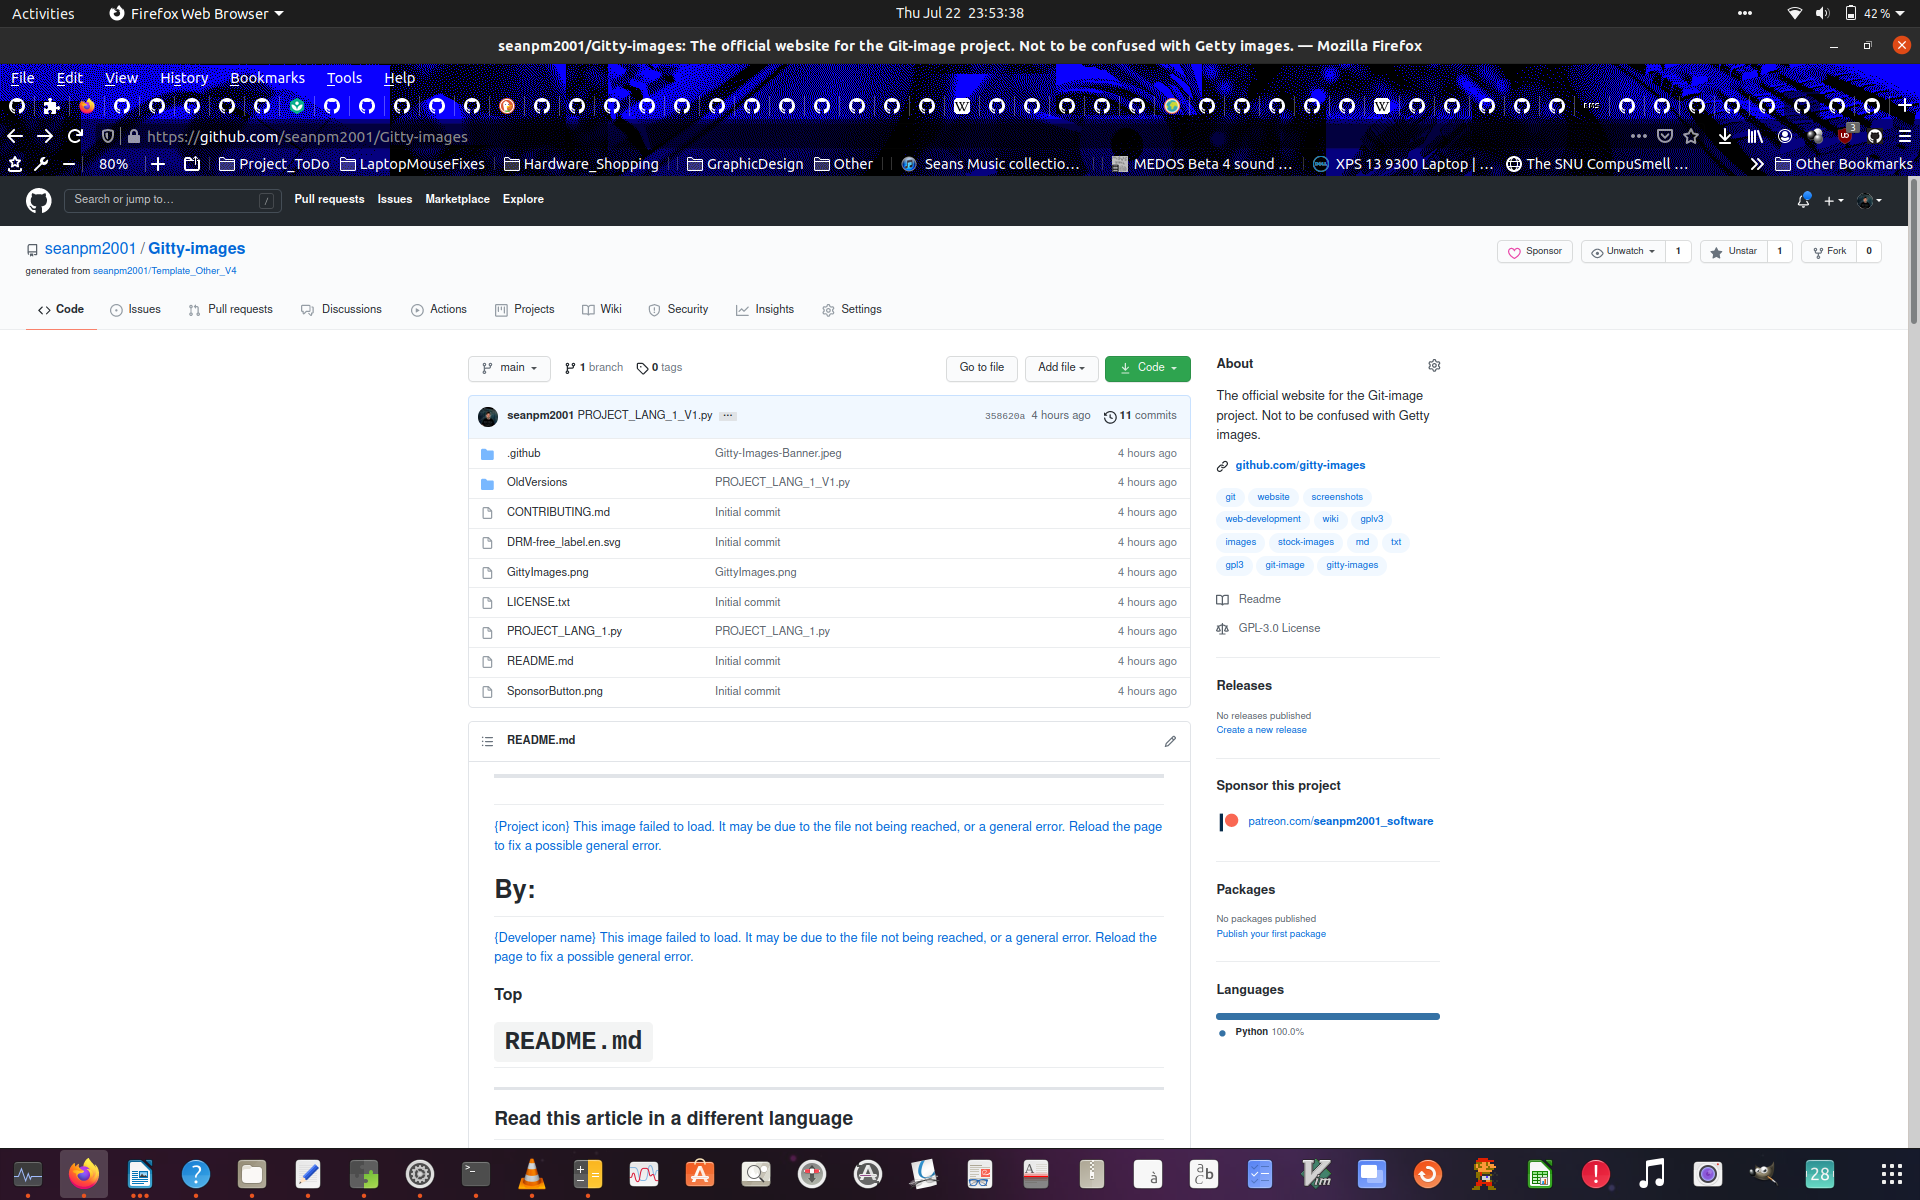 Activities Firefox Web Browser Thu Jul 22 23:53:38 42 %
seanpm2001/Gitty-images: The official website for the Git-image project. Not to be confused with Getty images. — Mozilla Firefox
File Edit View History Bookmarks Tools Help
https://github.com/seanpm2001/Gitty-images 3
80% Project_ToDo LaptopMouseFixes Hardware_Shopping GraphicDesign Other Seans Music collectio… MEDOS Beta 4 sound … XPS 13 9300 Laptop | … The SNU CompuSmell … Other Bookmarks
Search or jump to… / Pull requests Issues Marketplace Explore
seanpm2001 / Gitty-images Sponsor Unwatch 1 Unstar 1 Fork 0
generated from seanpm2001/Template_Other_V4
Code Issues Pull requests Discussions Actions Projects Wiki Security Insights Settings
main 1 branch 0 tags Go to file Add file Code
seanpm2001 PROJECT_LANG_1_V1.py … 358620a 4 hours ago 11 commits
.github Gitty-Images-Banner.jpeg 4 hours ago
OldVersions PROJECT_LANG_1_V1.py 4 hours ago
CONTRIBUTING.md Initial commit 4 hours ago
DRM-free_label.en.svg Initial commit 4 hours ago
GittyImages.png GittyImages.png 4 hours ago
LICENSE.txt Initial commit 4 hours ago
PROJECT_LANG_1.py PROJECT_LANG_1.py 4 hours ago
README.md Initial commit 4 hours ago
SponsorButton.png Initial commit 4 hours ago
README.md
{Project icon} This image failed to load. It may be due to the file not being reached, or a general error. Reload the page
to fix a possible general error.
By:
{Developer name} This image failed to load. It may be due to the file not being reached, or a general error. Reload the
page to fix a possible general error.
Top
README.md
Read this article in a different language
About
The official website for the Git-image
project. Not to be confused with Getty
images.
github.com/gitty-images
git website screenshots
web-development wiki gplv3
images stock-images md txt
gpl3 git-image gitty-images
Readme
GPL-3.0 License
Releases
No releases published
Create a new release
Sponsor this project
patreon.com/seanpm2001_software
Packages
No packages published
Publish your first package
Languages
Python 100.0%
28